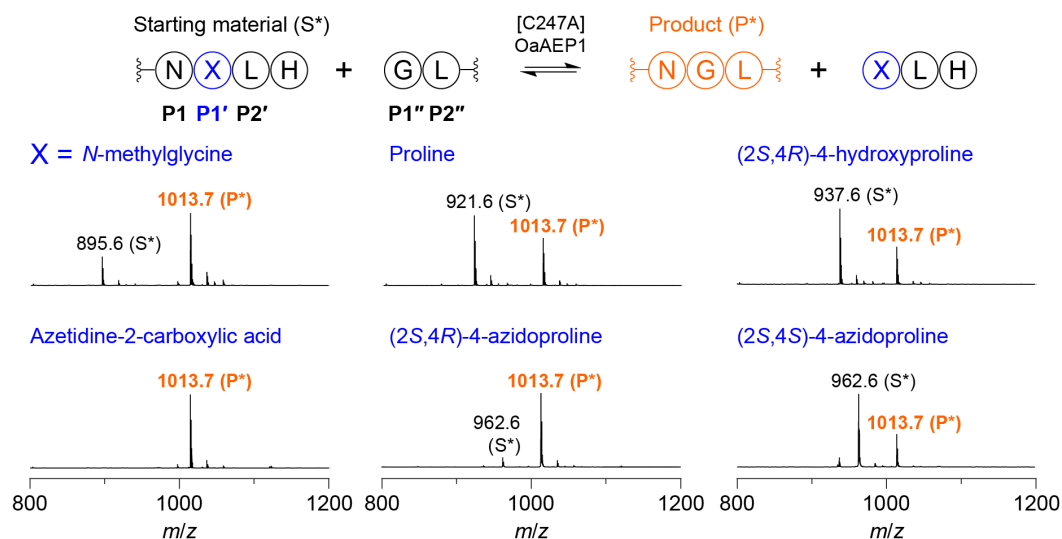 Starting material (S*)
[C247A]
OaAEP1
Product (P*)
N X L H + G L N G L + X L H
P1 P1′ P2′ P1″ P2″
X = N-methylglycine
Proline
(2S,4R)-4-hydroxyproline
1013.7 (P*)
895.6 (S*)
921.6 (S*)
1013.7 (P*)
937.6 (S*)
1013.7 (P*)
Azetidine-2-carboxylic acid
(2S,4R)-4-azidoproline
(2S,4S)-4-azidoproline
1013.7 (P*)
1013.7 (P*)
962.6
(S*)
962.6 (S*)
1013.7 (P*)
800 1000 1200
800 1000 1200
800 1000 1200
m/z
m/z
m/z